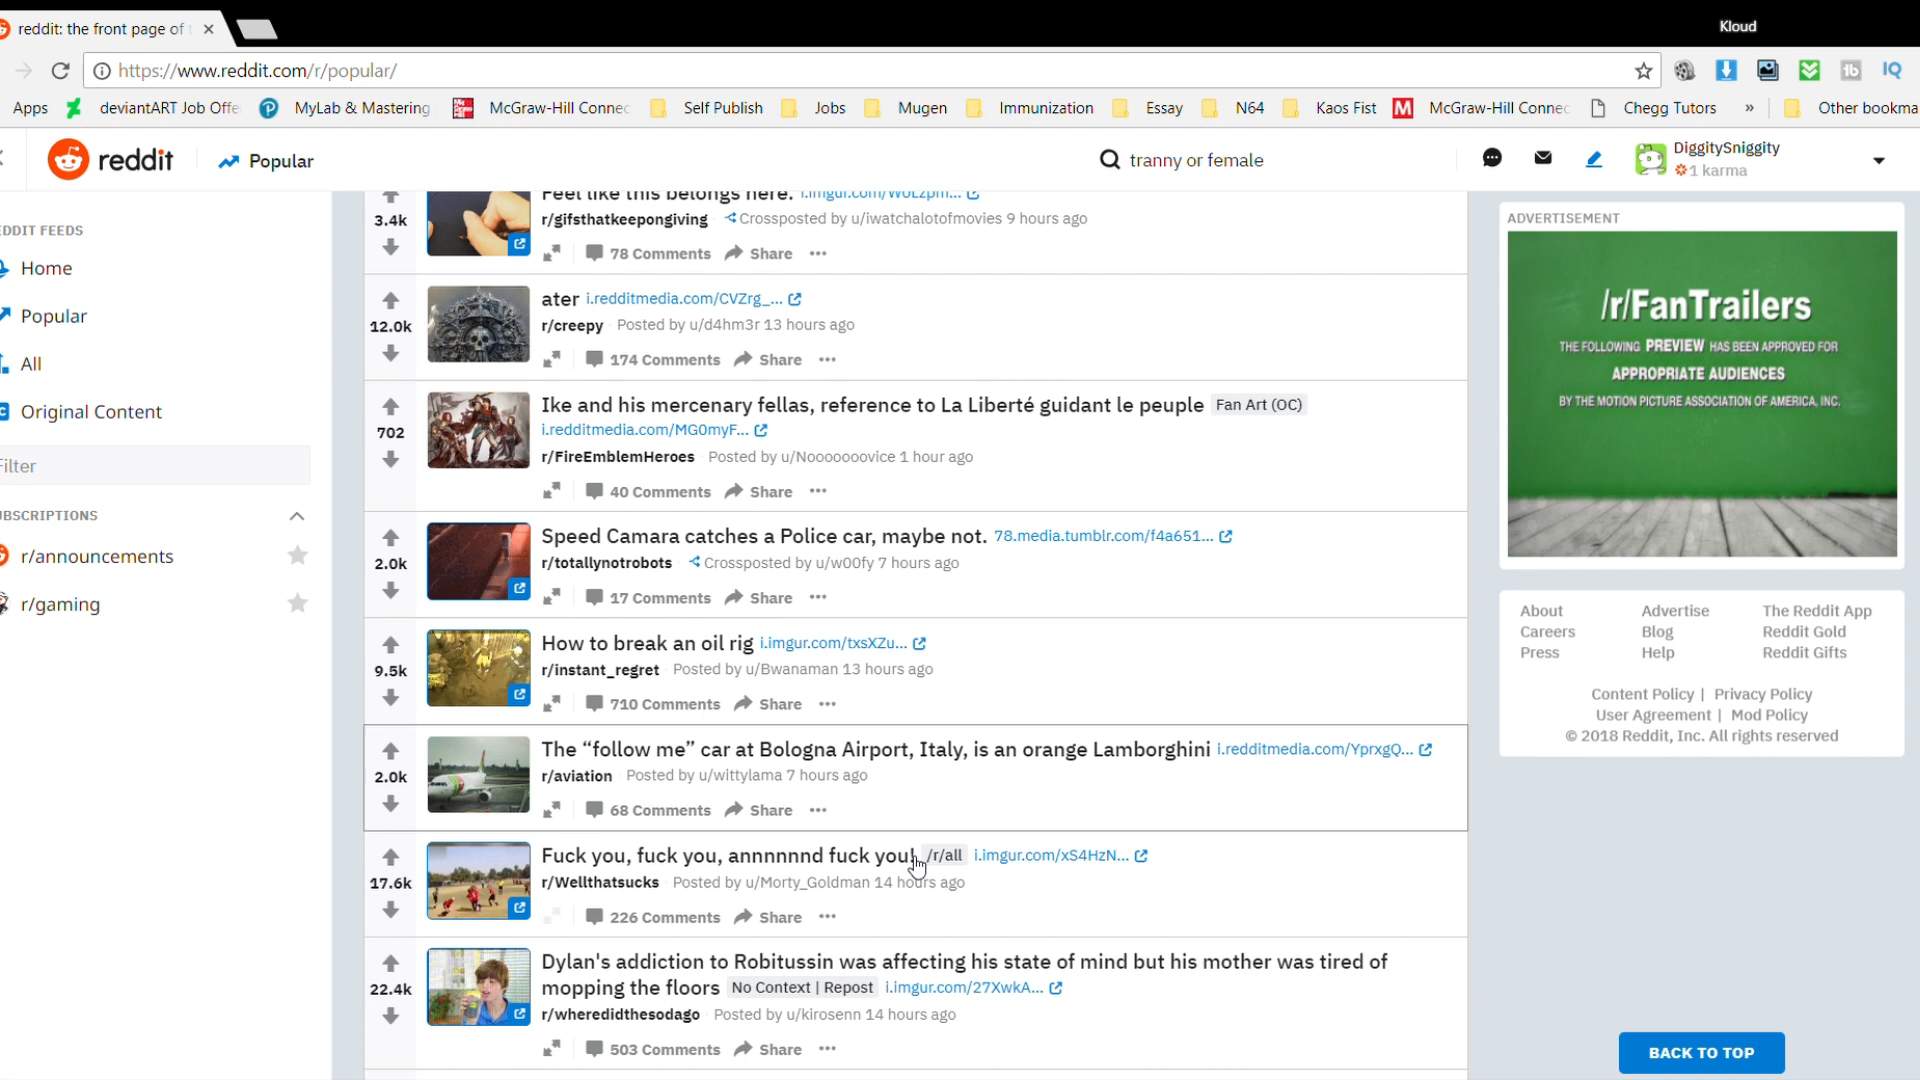 reddit: the front page of
Kloud
https://www.reddit.com/r/popular/
Apps deviantART Job Offe MyLab & Mastering McGraw-Hill Connec Self Publish Jobs Mugen Immunization Essay N64 Kaos Fist McGraw-Hill Connec Chegg Tutors » Other bookma
reddit Popular tranny or female DiggitySniggity
1 karma
EDDIT FEEDS
Home
Popular
All
Original Content
Filter
UBSCRIPTIONS
r/announcements
r/gaming
Feel like this belongs here. i.imgur.com/W0Lzpm...
3.4k
r/gifsthatkeepongiving Crossposted by u/iwatchalotofmovies 9 hours ago
78 Comments Share
ater i.redditmedia.com/CVZrg_...
12.0k
r/creepy Posted by u/d4hm3r 13 hours ago
174 Comments Share
Ike and his mercenary fellas, reference to La Liberté guidant le peuple Fan Art (OC)
702
i.redditmedia.com/MG0myF...
r/FireEmblemHeroes Posted by u/Nooooooovice 1 hour ago
40 Comments Share
Speed Camara catches a Police car, maybe not. 78.media.tumblr.com/f4a651...
2.0k
r/totallynotrobots Crossposted by u/w00fy 7 hours ago
17 Comments Share
How to break an oil rig i.imgur.com/txsXZu...
9.5k
r/instant_regret Posted by u/Bwanaman 13 hours ago
710 Comments Share
The “follow me” car at Bologna Airport, Italy, is an orange Lamborghini i.redditmedia.com/YprxgQ...
2.0k
r/aviation Posted by u/wittylama 7 hours ago
68 Comments Share
Fuck you, fuck you, annnnnnd fuck you! /r/all i.imgur.com/xS4HzN...
17.6k
r/Wellthatsucks Posted by u/Morty_Goldman 14 hours ago
226 Comments Share
Dylan's addiction to Robitussin was affecting his state of mind but his mother was tired of
mopping the floors No Context | Repost i.imgur.com/27XwkA...
22.4k
r/wheredidthesodago Posted by u/kirosenn 14 hours ago
503 Comments Share
ADVERTISEMENT
/r/FanTrailers
THE FOLLOWING PREVIEW HAS BEEN APPROVED FOR
APPROPRIATE AUDIENCES
BY THE MOTION PICTURE ASSOCIATION OF AMERICA, INC.
About Advertise The Reddit App
Careers Blog Reddit Gold
Press Help Reddit Gifts
Content Policy | Privacy Policy
User Agreement | Mod Policy
© 2018 Reddit, Inc. All rights reserved
BACK TO TOP